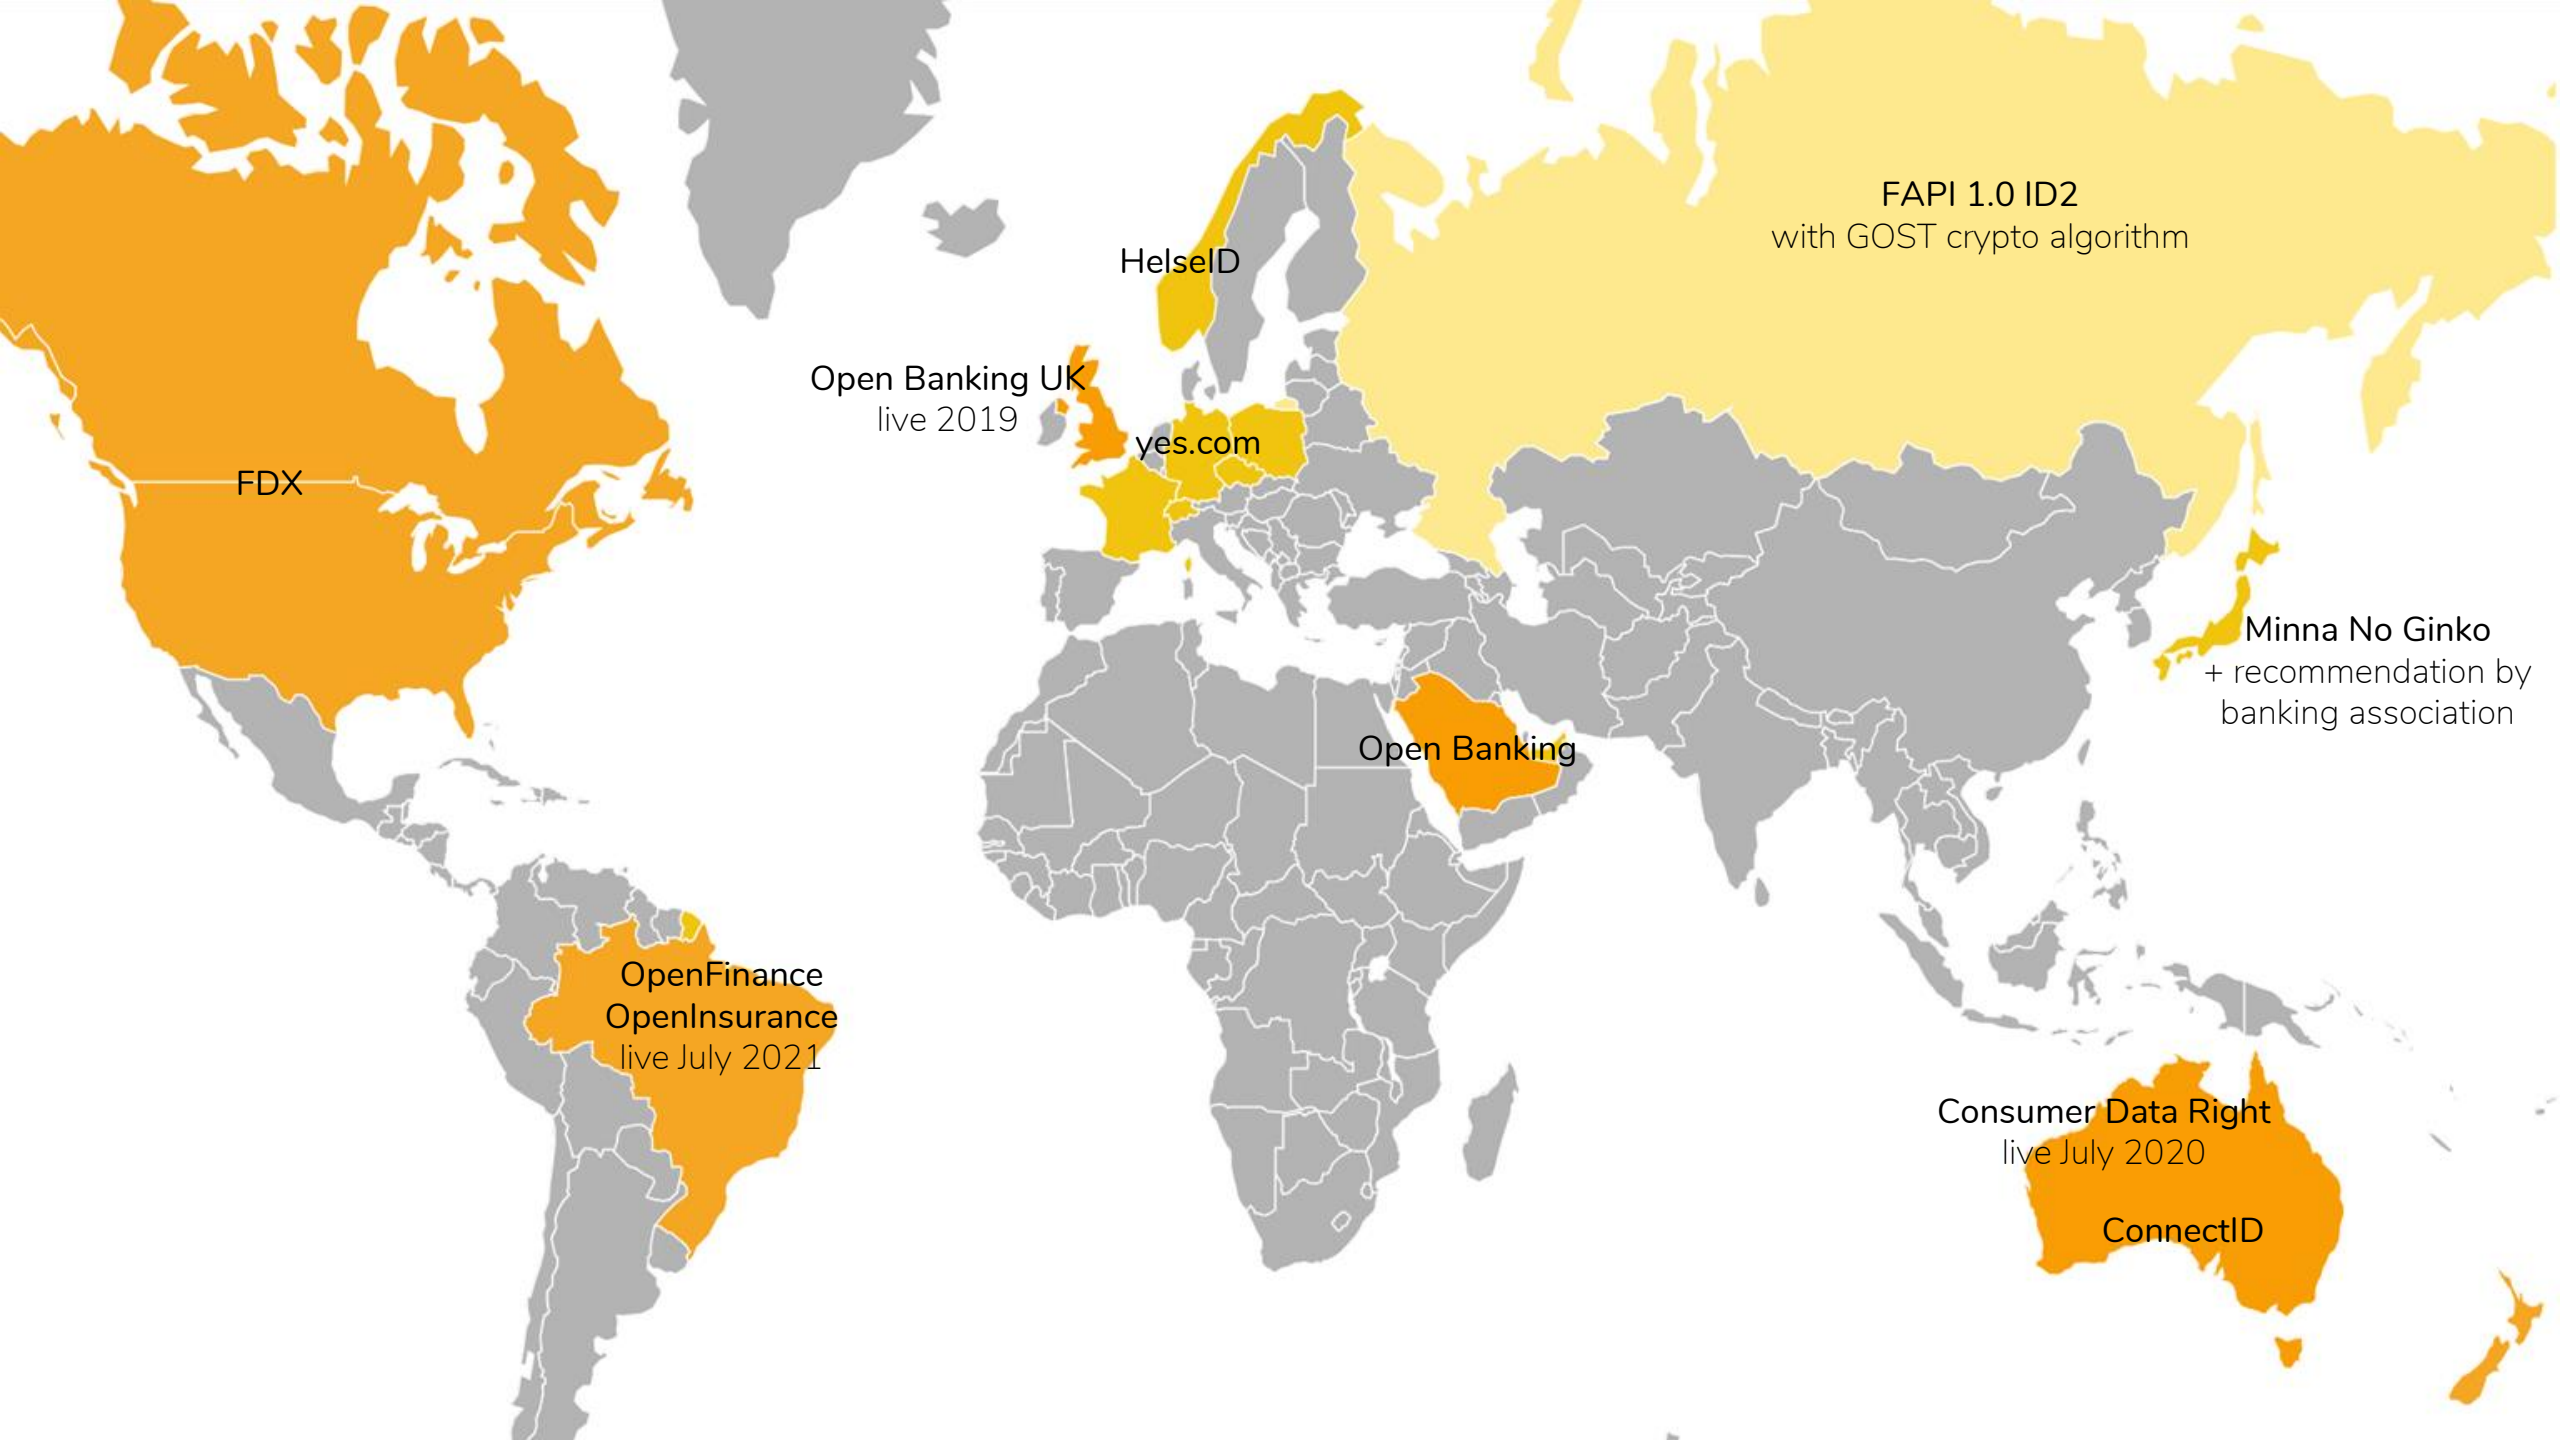 FAPI 1.0 ID2
with GOST crypto algorithm
HelseID
Open Banking UK
live 2019
yes.com
FDX
Minna No Ginko
+ recommendation by
banking association
Open Banking
OpenFinance
OpenInsurance
live July 2021
Consumer Data Right
live July 2020
ConnectID